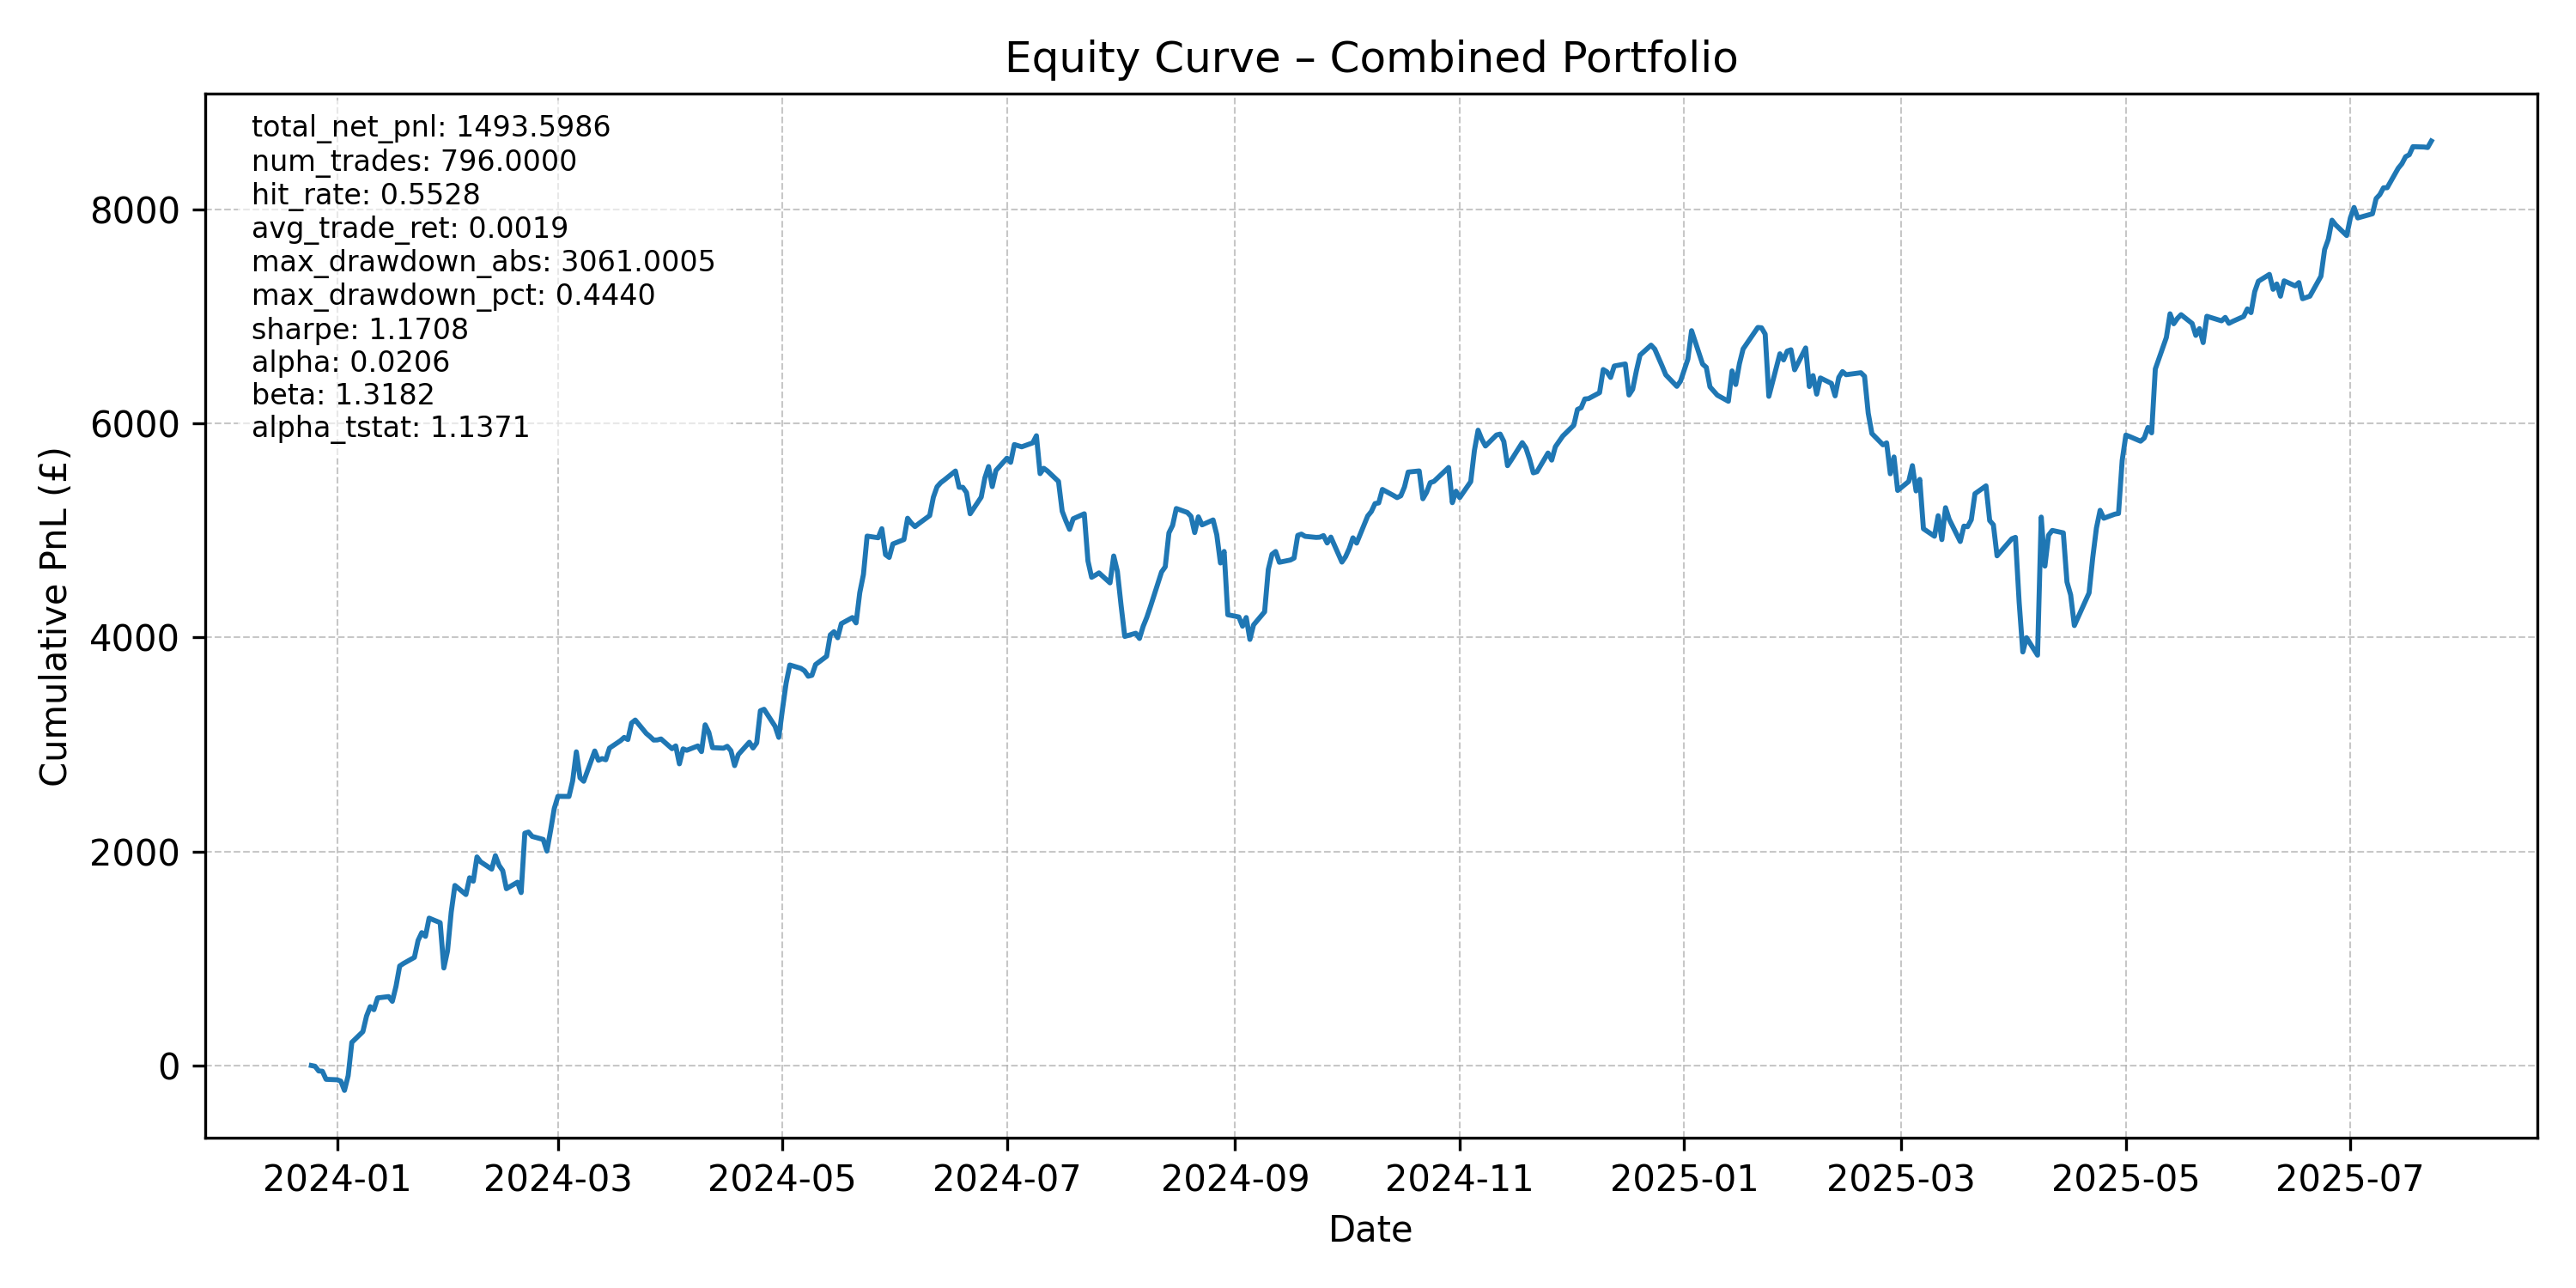 Equity Curve – Combined Portfolio
total_net_pnl: 1493.5986
num_trades: 796.0000
hit_rate: 0.5528
avg_trade_ret: 0.0019
max_drawdown_abs: 3061.0005
max_drawdown_pct: 0.4440
sharpe: 1.1708
alpha: 0.0206
beta: 1.3182
alpha_tstat: 1.1371
Cumulative PnL (£)
8000
6000
4000
2000
0
2024-01 2024-03 2024-05 2024-07 2024-09 2024-11 2025-01 2025-03 2025-05 2025-07
Date